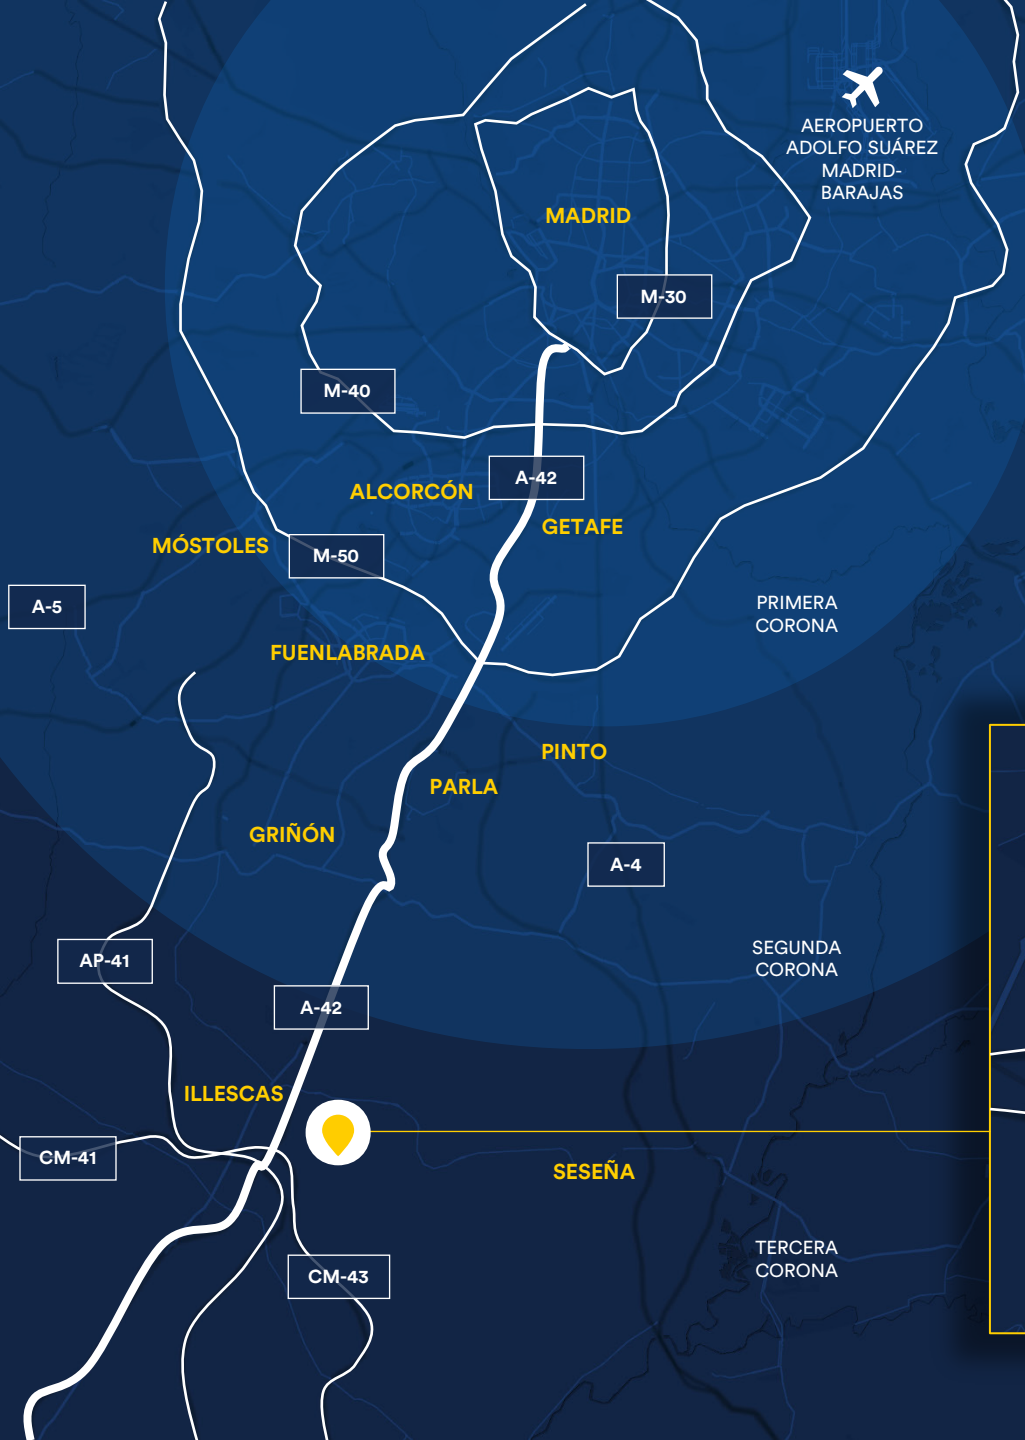 AEROPUERTO
ADOLFO SUÁREZ
MADRID-
BARAJAS
MADRID
M-30
M-40
A-42
ALCORCÓN
GETAFE
MÓSTOLES
M-50
A-5
PRIMERA
CORONA
FUENLABRADA
PINTO
PARLA
GRIÑÓN
A-4
SEGUNDA
CORONA
AP-41
A-42
ILLESCAS
CM-41
SESEÑA
TERCERA
CORONA
CM-43